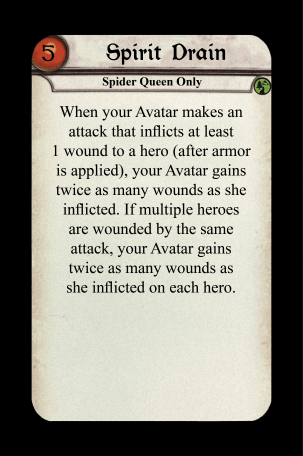 5
Spirit Drain
Spider Queen Only
When your Avatar makes an
attack that inflicts at least
1 wound to a hero (after armor
is applied), your Avatar gains
twice as many wounds as she
inflicted. If multiple heroes
are wounded by the same
attack, your Avatar gains
twice as many wounds as
she inflicted on each hero.